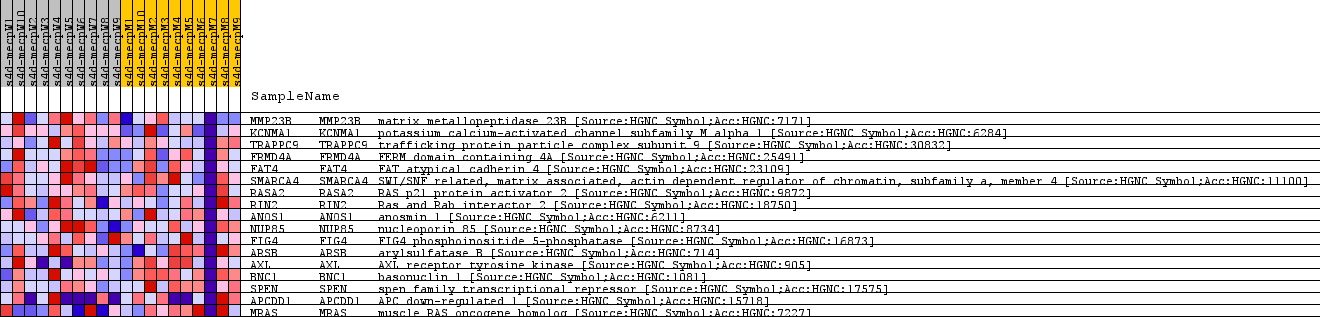 s4d-mecpW1
s4d-mecpW10
s4d-mecpW2
s4d-mecpW3
s4d-mecpW4
s4d-mecpW5
s4d-mecpW6
s4d-mecpW7
s4d-mecpW8
s4d-mecpW9
s4d-mecpM1
s4d-mecpM10
s4d-mecpM2
s4d-mecpM3
s4d-mecpM4
s4d-mecpM5
s4d-mecpM6
s4d-mecpM7
s4d-mecpM8
s4d-mecpM9
SampleName
MMP23B MMP23B matrix metallopeptidase 23B [Source:HGNC Symbol;Acc:HGNC:7171]
KCNMA1 KCNMA1 potassium calcium-activated channel subfamily M alpha 1 [Source:HGNC Symbol;Acc:HGNC:6284]
TRAPPC9 TRAPPC9 trafficking protein particle complex subunit 9 [Source:HGNC Symbol;Acc:HGNC:30832]
FRMD4A FRMD4A FERM domain containing 4A [Source:HGNC Symbol;Acc:HGNC:25491]
FAT4 FAT4 FAT atypical cadherin 4 [Source:HGNC Symbol;Acc:HGNC:23109]
SMARCA4 SMARCA4 SWI/SNF related, matrix associated, actin dependent regulator of chromatin, subfamily a, member 4 [Source:HGNC Symbol;Acc:HGNC:11100]
RASA2 RASA2 RAS p21 protein activator 2 [Source:HGNC Symbol;Acc:HGNC:9872]
RIN2 RIN2 Ras and Rab interactor 2 [Source:HGNC Symbol;Acc:HGNC:18750]
ANOS1 ANOS1 anosmin 1 [Source:HGNC Symbol;Acc:HGNC:6211]
NUP85 NUP85 nucleoporin 85 [Source:HGNC Symbol;Acc:HGNC:8734]
FIG4 FIG4 FIG4 phosphoinositide 5-phosphatase [Source:HGNC Symbol;Acc:HGNC:16873]
ARSB ARSB arylsulfatase B [Source:HGNC Symbol;Acc:HGNC:714]
AXL AXL AXL receptor tyrosine kinase [Source:HGNC Symbol;Acc:HGNC:905]
BNC1 BNC1 basonuclin 1 [Source:HGNC Symbol;Acc:HGNC:1081]
SPEN SPEN spen family transcriptional repressor [Source:HGNC Symbol;Acc:HGNC:17575]
APCDD1 APCDD1 APC down-regulated 1 [Source:HGNC Symbol;Acc:HGNC:15718]
MRAS MRAS muscle RAS oncogene homolog [Source:HGNC Symbol;Acc:HGNC:7227]